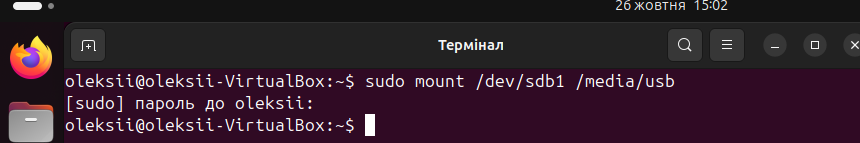 26 жовтня 15:02
Термінал
oleksii@oleksii-VirtualBox:~$ sudo mount /dev/sdb1 /media/usb
[sudo] пароль до oleksii:
oleksii@oleksii-VirtualBox:~$